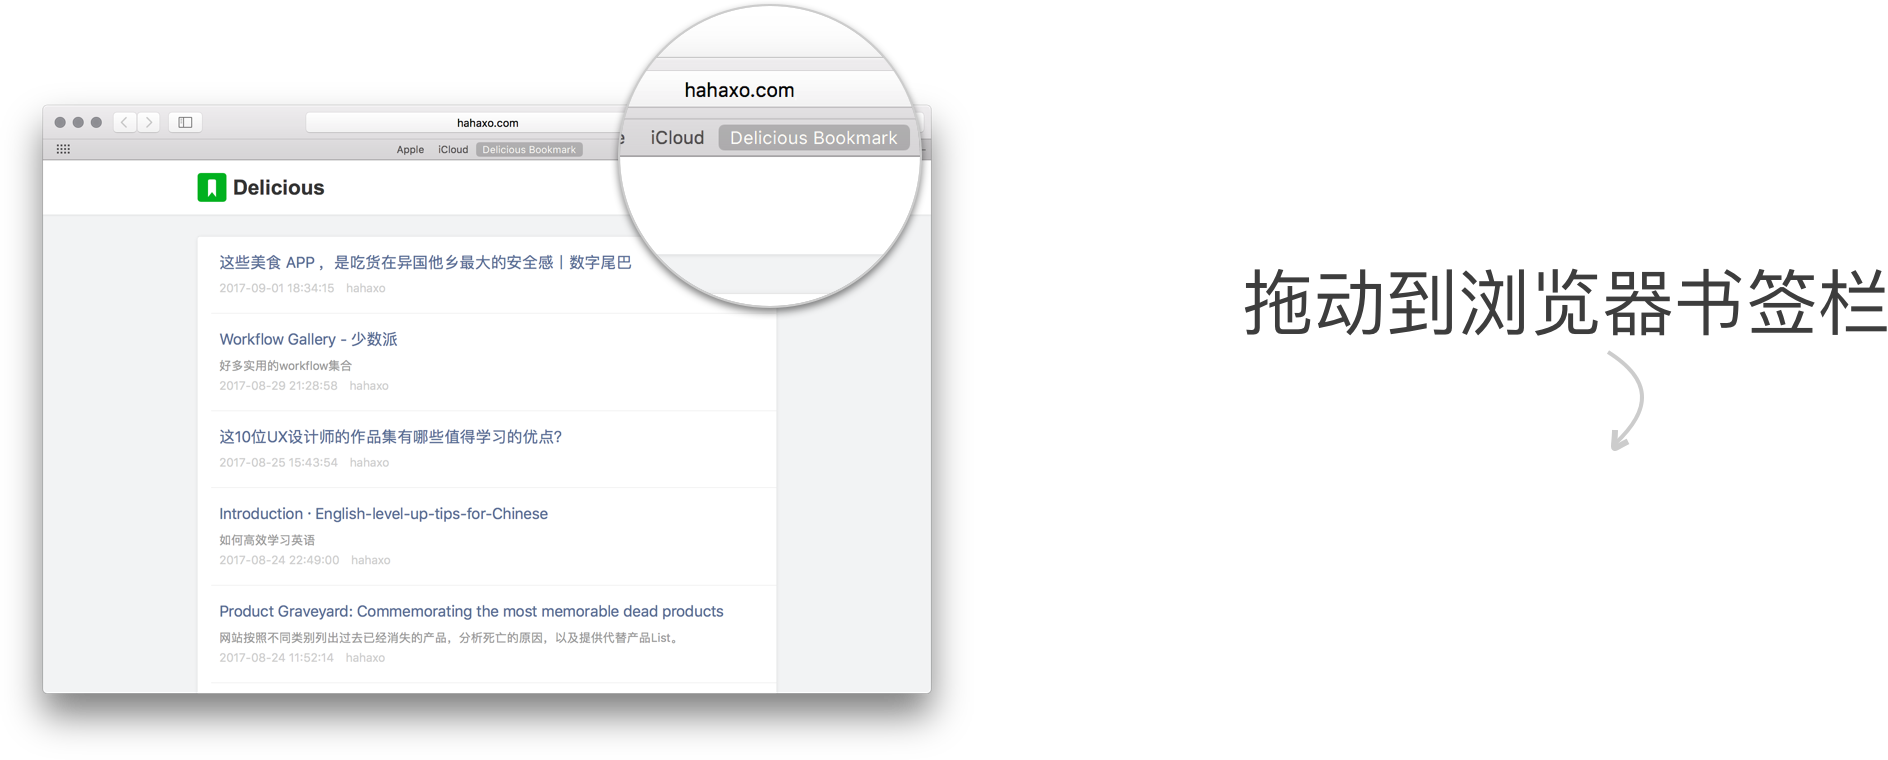 hahaxo.com
Apple iCloud Delicious Bookmark
hahaxo.com
iCloud Delicious Bookmark
Delicious
这些美食 APP ，是吃货在异国他乡最大的安全感丨数字尾巴
2017-09-01 18:34:15 hahaxo
Workflow Gallery - 少数派
好多实用的workflow集合
2017-08-29 21:28:58 hahaxo
这10位UX设计师的作品集有哪些值得学习的优点?
2017-08-25 15:43:54 hahaxo
Introduction · English-level-up-tips-for-Chinese
如何高效学习英语
2017-08-24 22:49:00 hahaxo
Product Graveyard: Commemorating the most memorable dead products
网站按照不同类别列出过去已经消失的产品，分析死亡的原因，以及提供代替产品List。
2017-08-24 11:52:14 hahaxo
拖动到浏览器书签栏